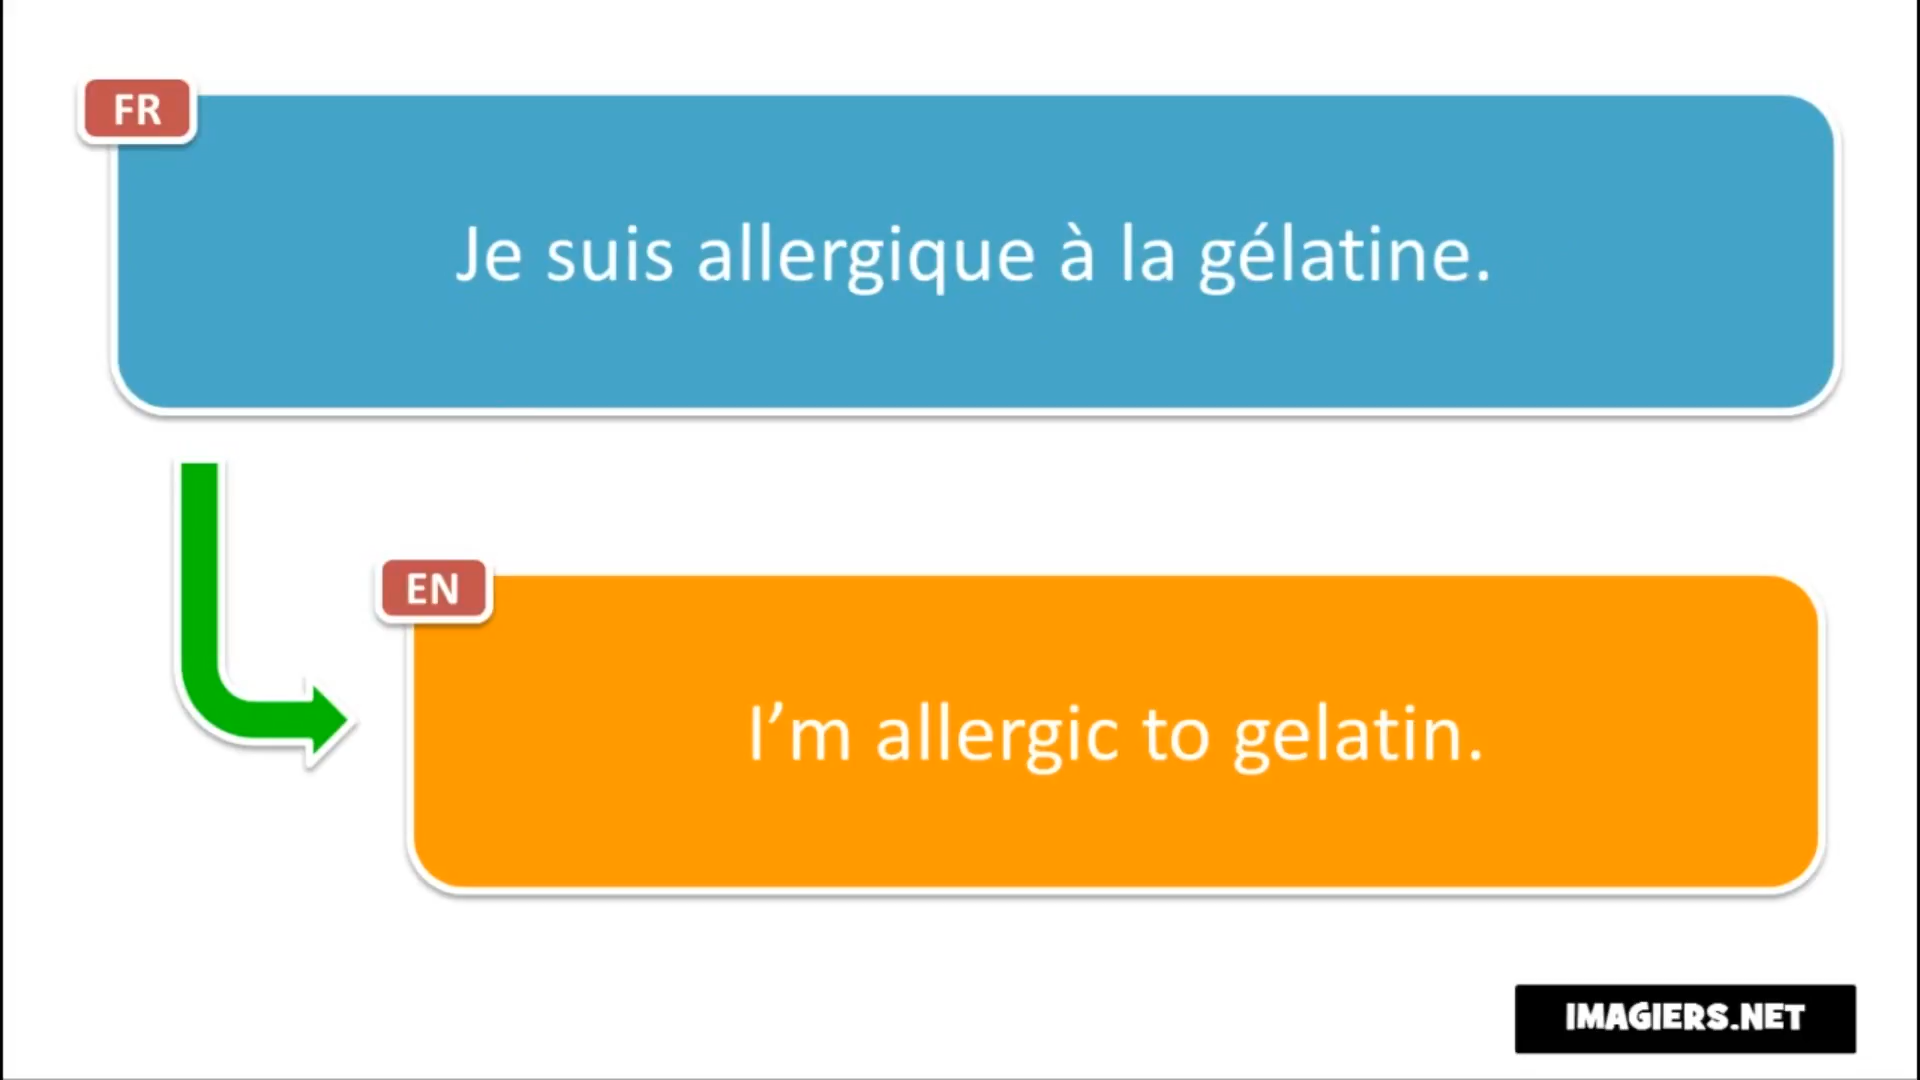 FR
Je suis allergique à la gélatine.
EN
I’m allergic to gelatin.
IMAGIERS.NET